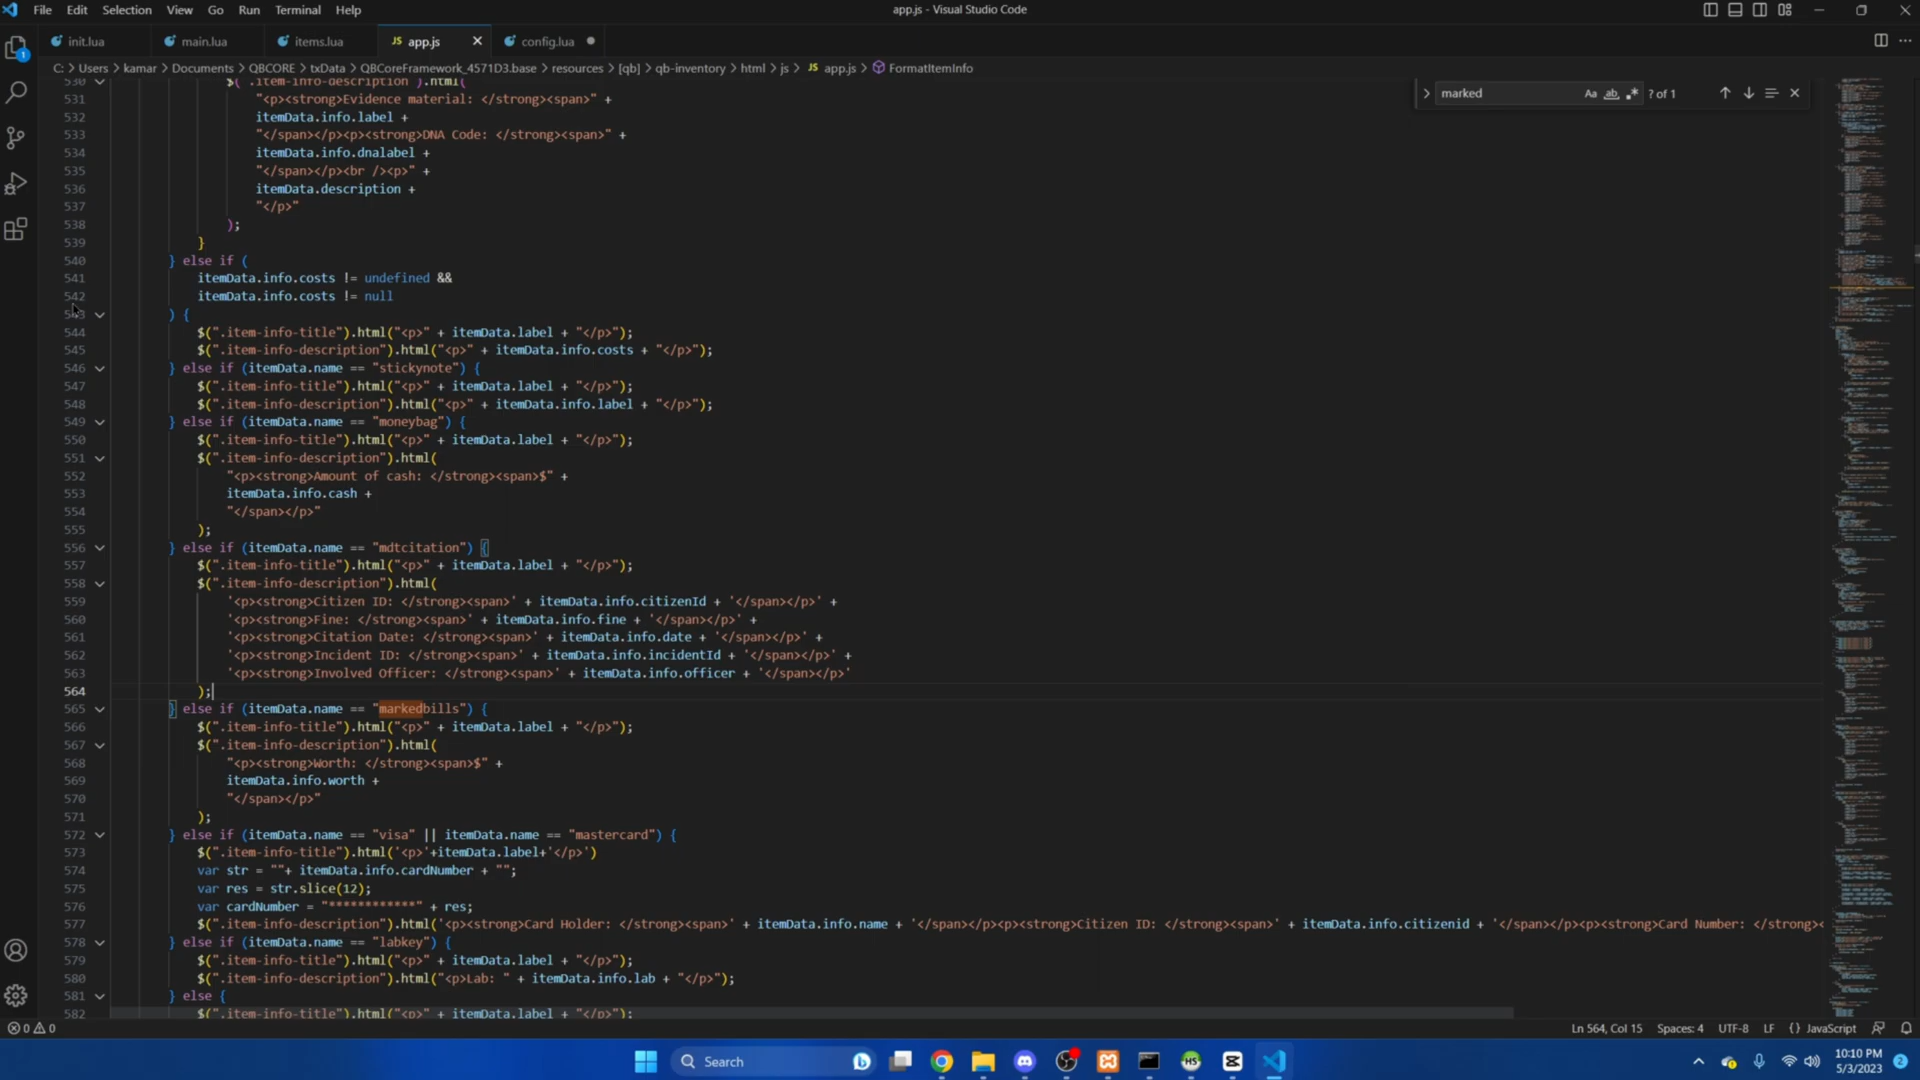 File Edit Selection View Go Run Terminal Help
app.js - Visual Studio Code
init.lua main.lua items.lua JS app.js config.lua
C: > Users > kamar > Documents > QBCORE > txData > QBCoreFramework_4571D3.base > resources > [qb] > qb-inventory > html > js > JS app.js > FormatItemInfo
marked Aa ab ? of 1
530 $(".item-info-description").html(
531 "<p><strong>Evidence material: </strong><span>" +
532 itemData.info.label +
533 "</span></p><p><strong>DNA Code: </strong><span>" +
534 itemData.info.dnalabel +
535 "</span></p><br /><p>" +
536 itemData.description +
537 "</p>"
538 );
539 }
540 } else if (
541 itemData.info.costs != undefined &&
542 itemData.info.costs != null
543 ) {
544 $(".item-info-title").html("<p>" + itemData.label + "</p>");
545 $(".item-info-description").html("<p>" + itemData.info.costs + "</p>");
546 } else if (itemData.name == "stickynote") {
547 $(".item-info-title").html("<p>" + itemData.label + "</p>");
548 $(".item-info-description").html("<p>" + itemData.info.label + "</p>");
549 } else if (itemData.name == "moneybag") {
550 $(".item-info-title").html("<p>" + itemData.label + "</p>");
551 $(".item-info-description").html(
552 "<p><strong>Amount of cash: </strong><span>$" +
553 itemData.info.cash +
554 "</span></p>"
555 );
556 } else if (itemData.name == "mdtcitation") {
557 $(".item-info-title").html("<p>" + itemData.label + "</p>");
558 $(".item-info-description").html(
559 '<p><strong>Citizen ID: </strong><span>' + itemData.info.citizenId + '</span></p>' +
560 '<p><strong>Fine: </strong><span>' + itemData.info.fine + '</span></p>' +
561 '<p><strong>Citation Date: </strong><span>' + itemData.info.date + '</span></p>' +
562 '<p><strong>Incident ID: </strong><span>' + itemData.info.incidentId + '</span></p>' +
563 '<p><strong>Involved Officer: </strong><span>' + itemData.info.officer + '</span></p>'
564 );
565 } else if (itemData.name == "markedbills") {
566 $(".item-info-title").html("<p>" + itemData.label + "</p>");
567 $(".item-info-description").html(
568 "<p><strong>Worth: </strong><span>$" +
569 itemData.info.worth +
570 "</span></p>"
571 );
572 } else if (itemData.name == "visa" || itemData.name == "mastercard") {
573 $(".item-info-title").html('<p>'+itemData.label+'</p>')
574 var str = ""+ itemData.info.cardNumber + "";
575 var res = str.slice(12);
576 var cardNumber = "************" + res;
577 $(".item-info-description").html('<p><strong>Card Holder: </strong><span>' + itemData.info.name + '</span></p><p><strong>Citizen ID: </strong><span>' + itemData.info.citizenid + '</span></p><p><strong>Card Number: </strong><
578 } else if (itemData.name == "labkey") {
579 $(".item-info-title").html("<p>" + itemData.label + "</p>");
580 $(".item-info-description").html("<p>Lab: " + itemData.info.lab + "</p>");
581 } else {
582 $(".item-info-title").html("<p>" + itemData.label + "</p>");
0 0 Ln 564, Col 15 Spaces: 4 UTF-8 LF {} JavaScript
Search
10:10 PM
5/3/2023
2